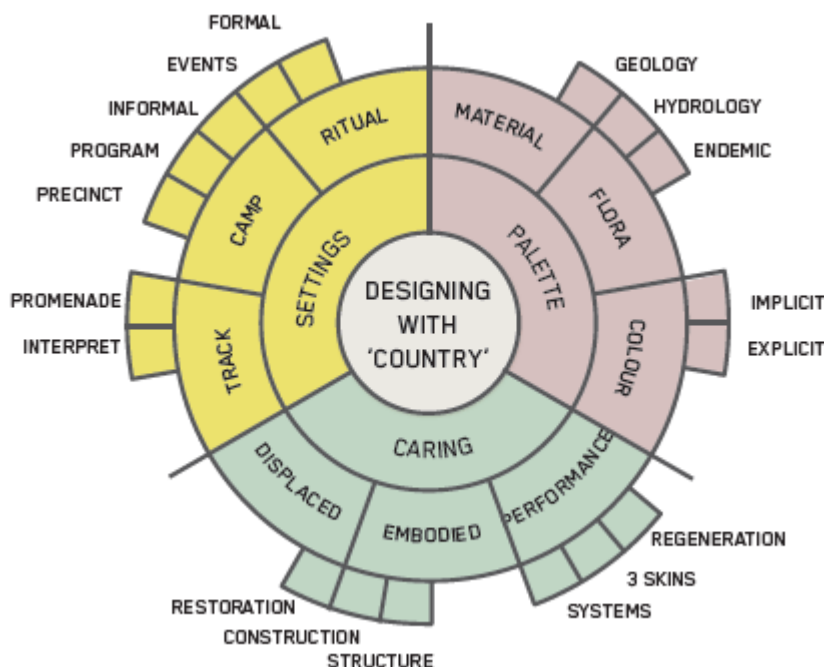 FORMAL
EVENTS
INFORMAL
PROGRAM
PRECINCT
PROMENADE
INTERPRET
RITUAL
CAMP
TRACK
SETTINGS
DESIGNING
WITH
'COUNTRY'
MATERIAL
FLORA
COLOUR
PALETTE
GEOLOGY
HYDROLOGY
ENDEMIC
IMPLICIT
EXPLICIT
CARING
DISPLACED
EMBODIED
PERFORMANCE
REGENERATION
3 SKINS
SYSTEMS
RESTORATION
CONSTRUCTION
STRUCTURE